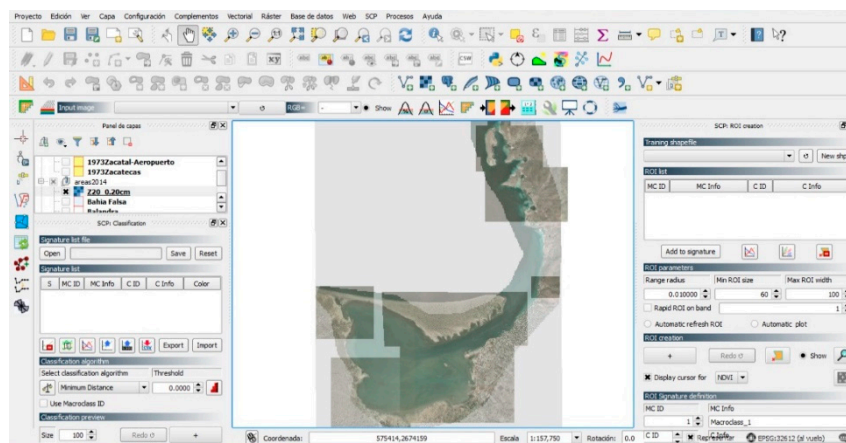 Proyecto Edición Ver Capa Configuración Complementos Vectorial Ráster Base de datos Web SCP Procesos Ayuda
CSW
Input image RGB= - Show
Panel de capas
1973Zacatal-Aeropuerto
1973Zacatecas
areas2014
Z20_0.20cm
Bahia Falsa
Balandra
SCP: Classification
Signature list file
Open Save Reset
Signature list
S MC ID MC Info C ID C Info Color
Export Import
Classification algorithm
Select classification algorithm Threshold
Minimum Distance 0.0000
Use Macroclass ID
Classification preview
Size 100 Redo +
SCP: ROI creation
Training shapefile
New shp
ROI list
MC ID MC Info C ID C Info
Add to signature
ROI parameters
Range radius Min ROI size Max ROI width
0.010000 60 100
Rapid ROI on band 1
Automatic refresh ROI Automatic plot
ROI creation
+ Redo Show
Display cursor for NDVI
ROI Signature definition
MC ID MC Info
1 Macroclass_1
C ID C Info
Coordenada: 575414,2674159 Escala 1:157,750 Rotación: 0.0 EPSG:32612 (al vuelo)